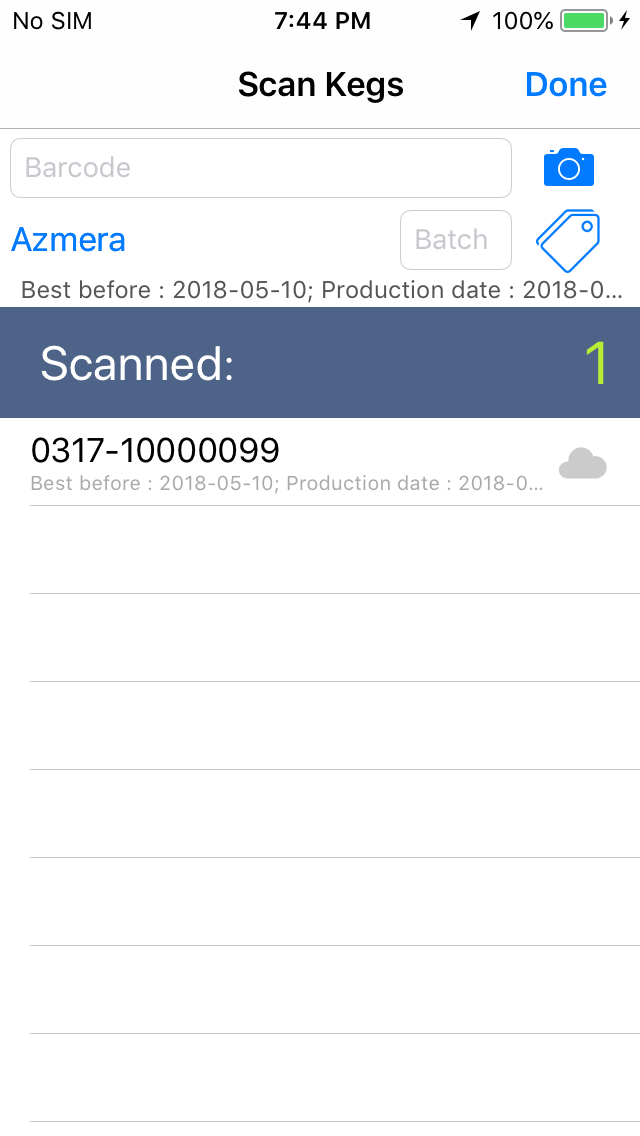 No SIM 7:44 PM 100%
Scan Kegs Done
Barcode
Azmera Batch
Best before : 2018-05-10; Production date : 2018-0...
Scanned: 1
0317-10000099
Best before : 2018-05-10; Production date : 2018-0...